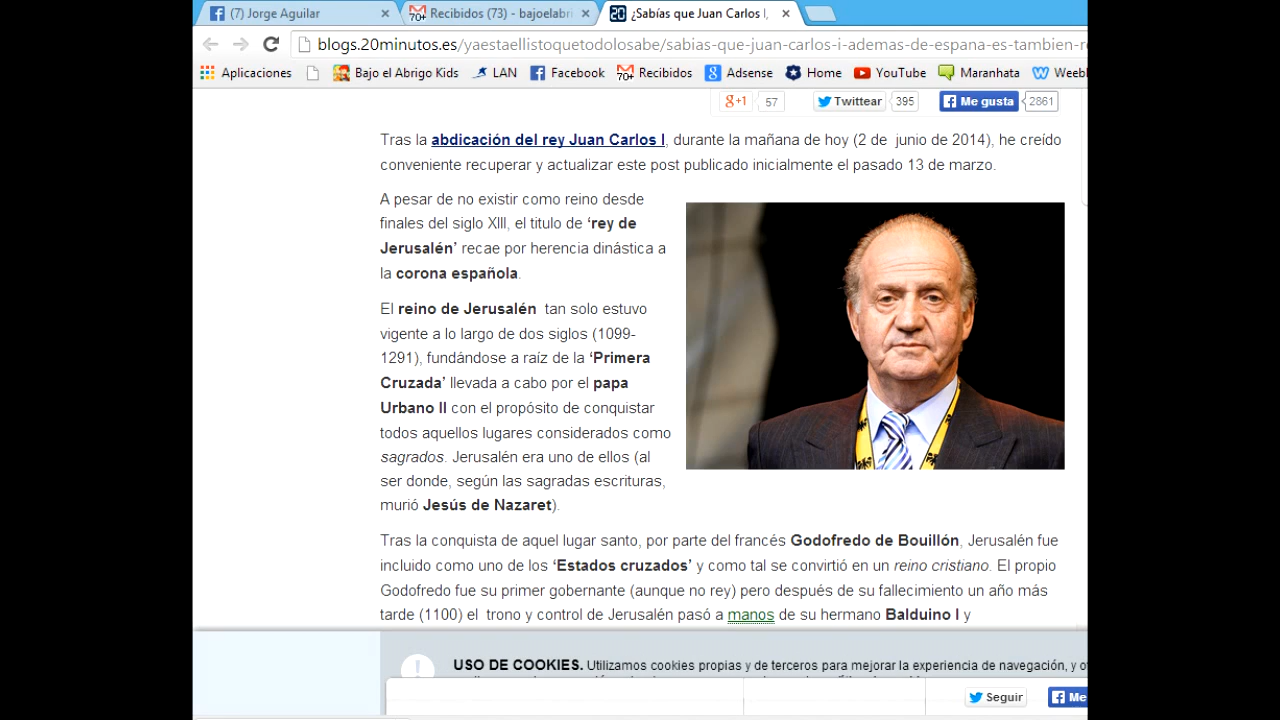 (7) Jorge Aguilar
70+ Recibidos (73) - bajoelabri
20 ¿Sabías que Juan Carlos I,
blogs.20minutos.es/yaestaellistoquetodolosabe/sabias-que-juan-carlos-i-ademas-de-espana-es-tambien-re
Aplicaciones Bajo el Abrigo Kids LAN Facebook 70+ Recibidos Adsense Home YouTube Maranhata Weebl
g+1 57 Twittear 395 Me gusta 2861
Tras la abdicación del rey Juan Carlos I, durante la mañana de hoy (2 de junio de 2014), he creído
conveniente recuperar y actualizar este post publicado inicialmente el pasado 13 de marzo.
A pesar de no existir como reino desde
finales del siglo XIII, el titulo de ‘rey de
Jerusalén’ recae por herencia dinástica a
la corona española.
El reino de Jerusalén tan solo estuvo
vigente a lo largo de dos siglos (1099-
1291), fundándose a raíz de la ‘Primera
Cruzada’ llevada a cabo por el papa
Urbano II con el propósito de conquistar
todos aquellos lugares considerados como
sagrados. Jerusalén era uno de ellos (al
ser donde, según las sagradas escrituras,
murió Jesús de Nazaret).
Tras la conquista de aquel lugar santo, por parte del francés Godofredo de Bouillón, Jerusalén fue
incluido como uno de los ‘Estados cruzados’ y como tal se convirtió en un reino cristiano. El propio
Godofredo fue su primer gobernante (aunque no rey) pero después de su fallecimiento un año más
tarde (1100) el trono y control de Jerusalén pasó a manos de su hermano Balduino I y
USO DE COOKIES. Utilizamos cookies propias y de terceros para mejorar la experiencia de navegación, y o
Seguir Me